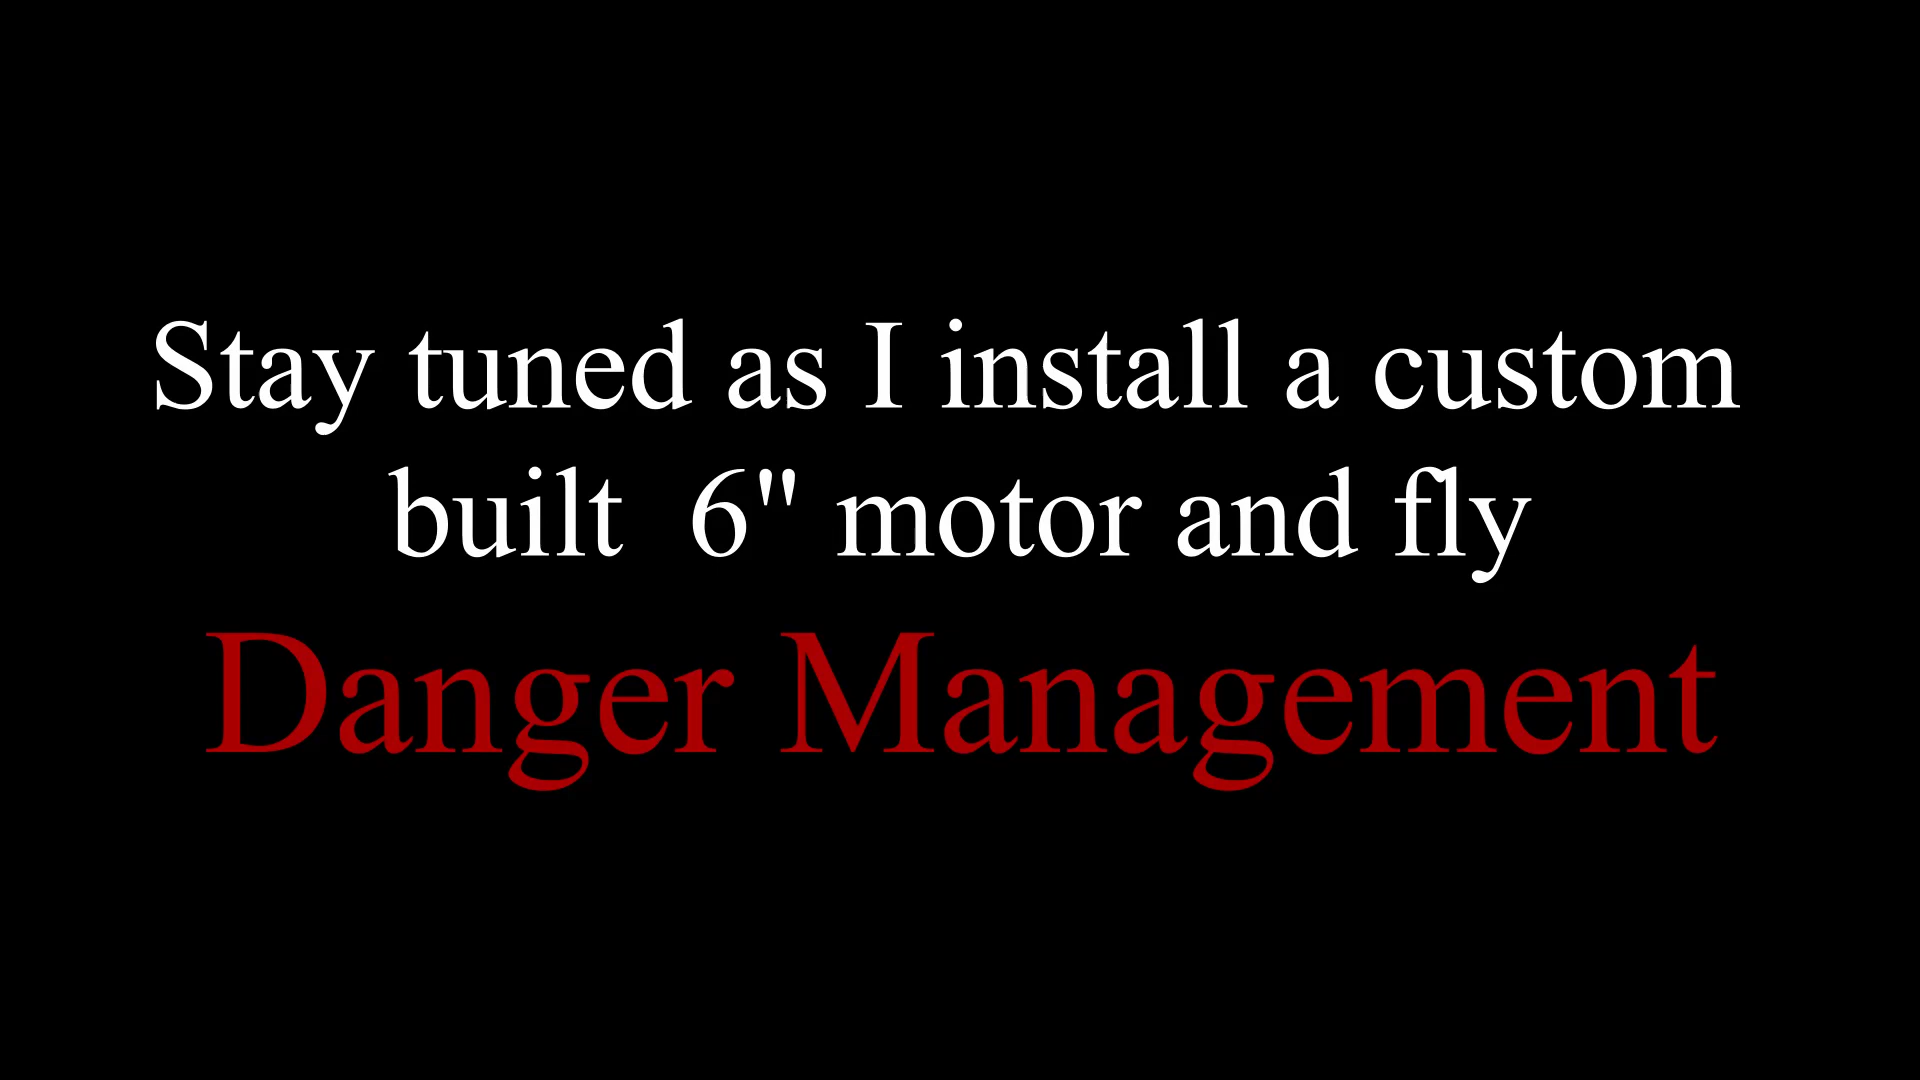 Stay tuned as I install a custom
built  6" motor and fly
Danger Management